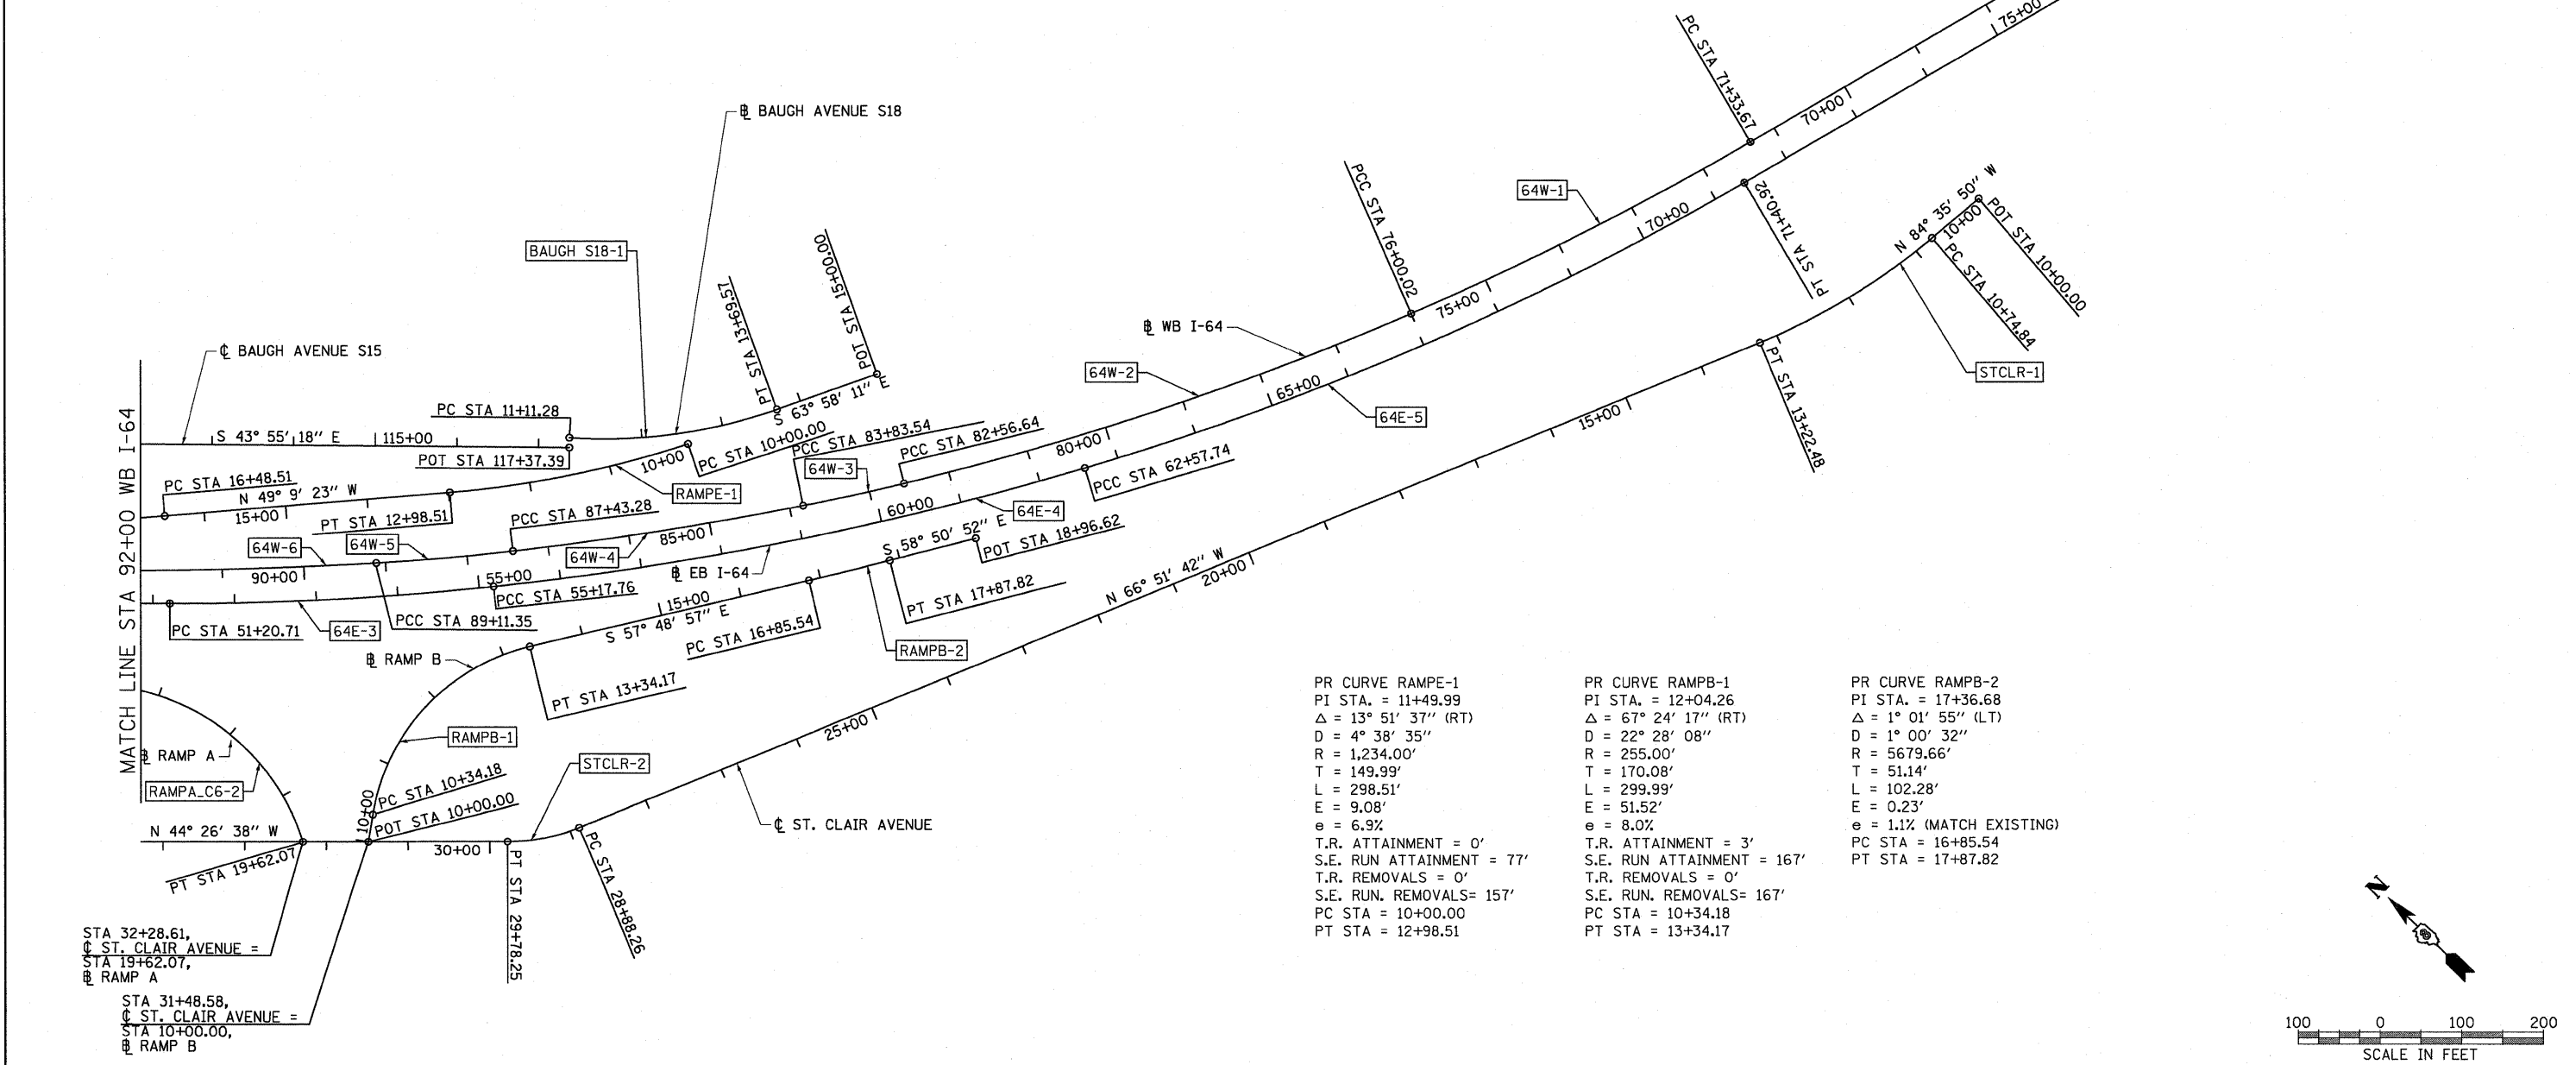 75+00
PC STA 71+33.67
70+00
℄ BAUGH AVENUE S18
PCC STA 76+00.02
64W-1
70+00
PT STA 71+40.92
N 84° 35' 50" W
10+00
POT STA 10+00.00
PC STA 10+74.84
BAUGH S18-1
PT STA 13+69.57
POT STA 15+00.00
S 63° 58' 11" E
75+00
℄ WB I-64
STCLR-1
64W-2
℄ BAUGH AVENUE S15
PT STA 13+22.48
65+00
64E-5
15+00
PC STA 11+11.28
S 43° 55' 18" E
115+00
POT STA 117+37.39
10+00
PC STA 10+00.00
PCC STA 83+83.54
PCC STA 82+56.64
80+00
64W-3
PCC STA 62+57.74
MATCH LINE STA 92+00 WB I-64
PC STA 16+48.51
N 49° 9' 23" W
15+00
PT STA 12+98.51
RAMPE-1
PCC STA 87+43.28
60+00
64E-4
64W-6
64W-5
64W-4
85+00
S 58° 50' 52" E
POT STA 18+96.62
90+00
55+00
℄ EB I-64
PCC STA 55+17.76
15+00
PT STA 17+87.82
N 66° 51' 42" W
20+00
PC STA 51+20.71
64E-3
PCC STA 89+11.35
S 57° 48' 57" E
PC STA 16+85.54
RAMPB-2
℄ RAMP B
PT STA 13+34.17
25+00
RAMPB-1
℄ RAMP A
RAMPA_C6-2
STCLR-2
10+00
PC STA 10+34.18
POT STA 10+00.00
℄ ST. CLAIR AVENUE
N 44° 26' 38" W
30+00
PT STA 19+62.07
PT STA 29+78.25
PC STA 28+88.26
STA 32+28.61,
℄ ST. CLAIR AVENUE =
STA 19+62.07,
℄ RAMP A
STA 31+48.58,
℄ ST. CLAIR AVENUE =
STA 10+00.00,
℄ RAMP B
PR CURVE RAMPE-1
PI STA. = 11+49.99
Δ = 13° 51' 37" (RT)
D = 4° 38' 35"
R = 1,234.00'
T = 149.99'
L = 298.51'
E = 9.08'
e = 6.9%
T.R. ATTAINMENT = 0'
S.E. RUN ATTAINMENT = 77'
T.R. REMOVALS = 0'
S.E. RUN. REMOVALS= 157'
PC STA = 10+00.00
PT STA = 12+98.51
PR CURVE RAMPB-1
PI STA. = 12+04.26
Δ = 67° 24' 17" (RT)
D = 22° 28' 08"
R = 255.00'
T = 170.08'
L = 299.99'
E = 51.52'
e = 8.0%
T.R. ATTAINMENT = 3'
S.E. RUN ATTAINMENT = 167'
T.R. REMOVALS = 0'
S.E. RUN. REMOVALS= 167'
PC STA = 10+34.18
PT STA = 13+34.17
PR CURVE RAMPB-2
PI STA. = 17+36.68
Δ = 1° 01' 55" (LT)
D = 1° 00' 32"
R = 5679.66'
T = 51.14'
L = 102.28'
E = 0.23'
e = 1.1% (MATCH EXISTING)
PC STA = 16+85.54
PT STA = 17+87.82
N
100 0 100 200
SCALE IN FEET